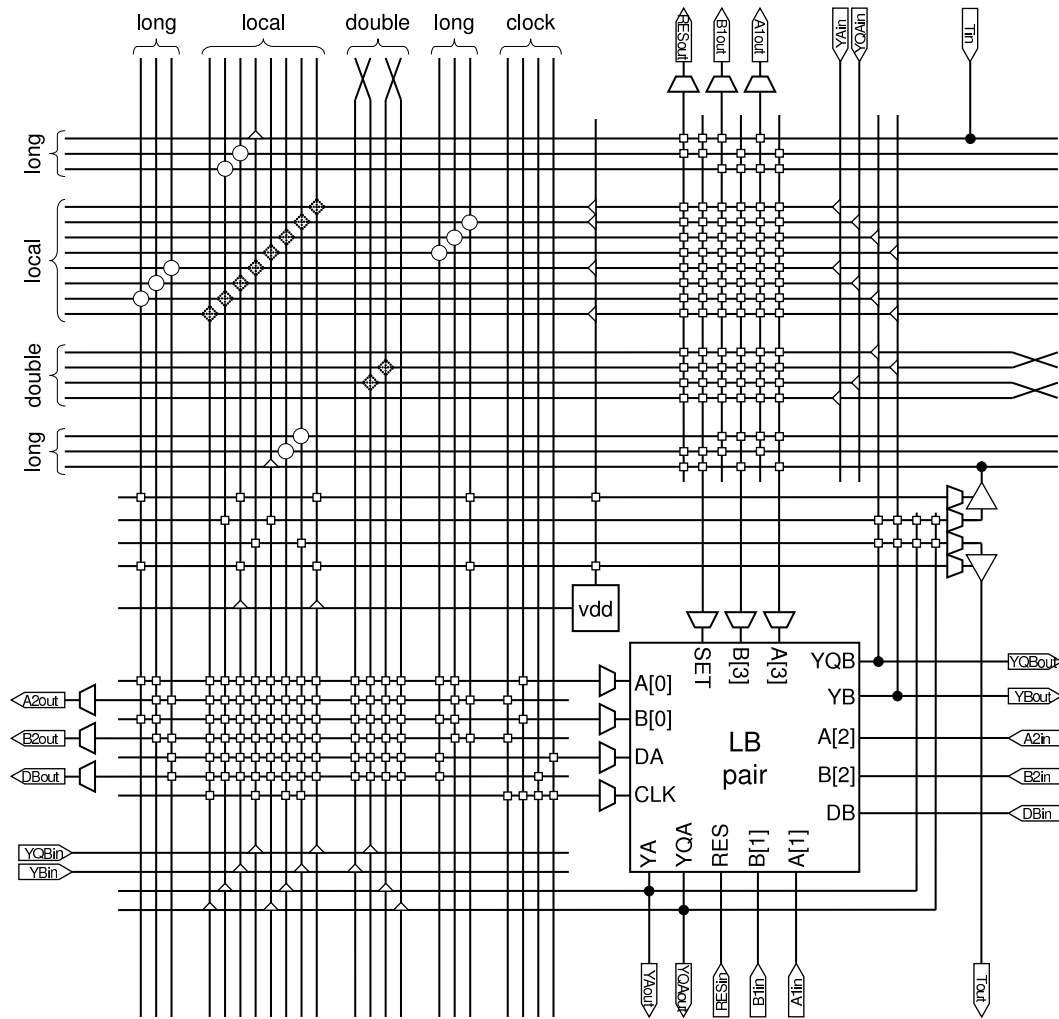 long local double long clock
RESout B1out A1out YAin YQAin Tin
long
local
double
long
vdd
SET B[3] A[3]
YQB YQBout
YB YBout
A2out A[0]
B2out B[0]
DBout DA
CLK
LB
pair
A[2] A2in
B[2] B2in
DB DBin
YQBin
YBin
YA YQA RES B[1] A[1]
YAout YQAout RESin B1in A1in Tout